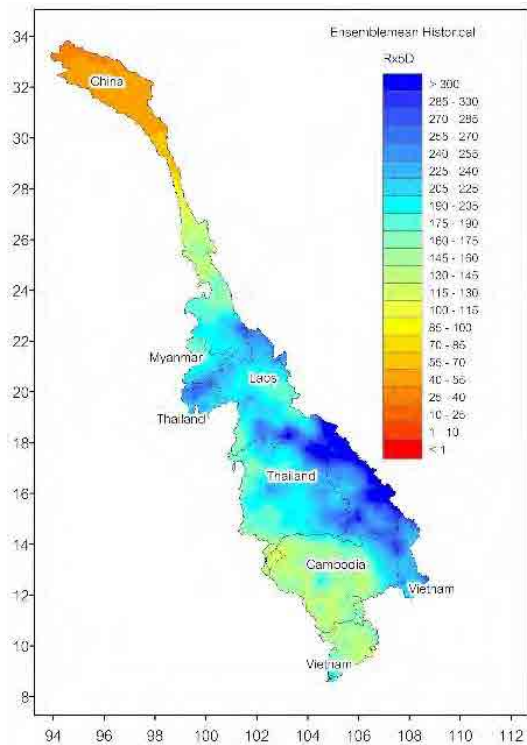 Ensemblemean Historical
Rx5D
> 300
285 - 300
270 - 285
255 - 270
240 - 255
225 - 240
205 - 225
190 - 205
175 - 190
160 - 175
145 - 160
130 - 145
115 - 130
100 - 115
85 - 100
70 - 85
55 - 70
40 - 55
25 - 40
10 - 25
1 - 10
< 1
34
32
30
28
26
24
22
20
18
16
14
12
10
8
China
Myanmar
Laos
Thailand
Thailand
Cambodia
Vietnam
Vietnam
94 96 98 100 102 104 106 108 110 112